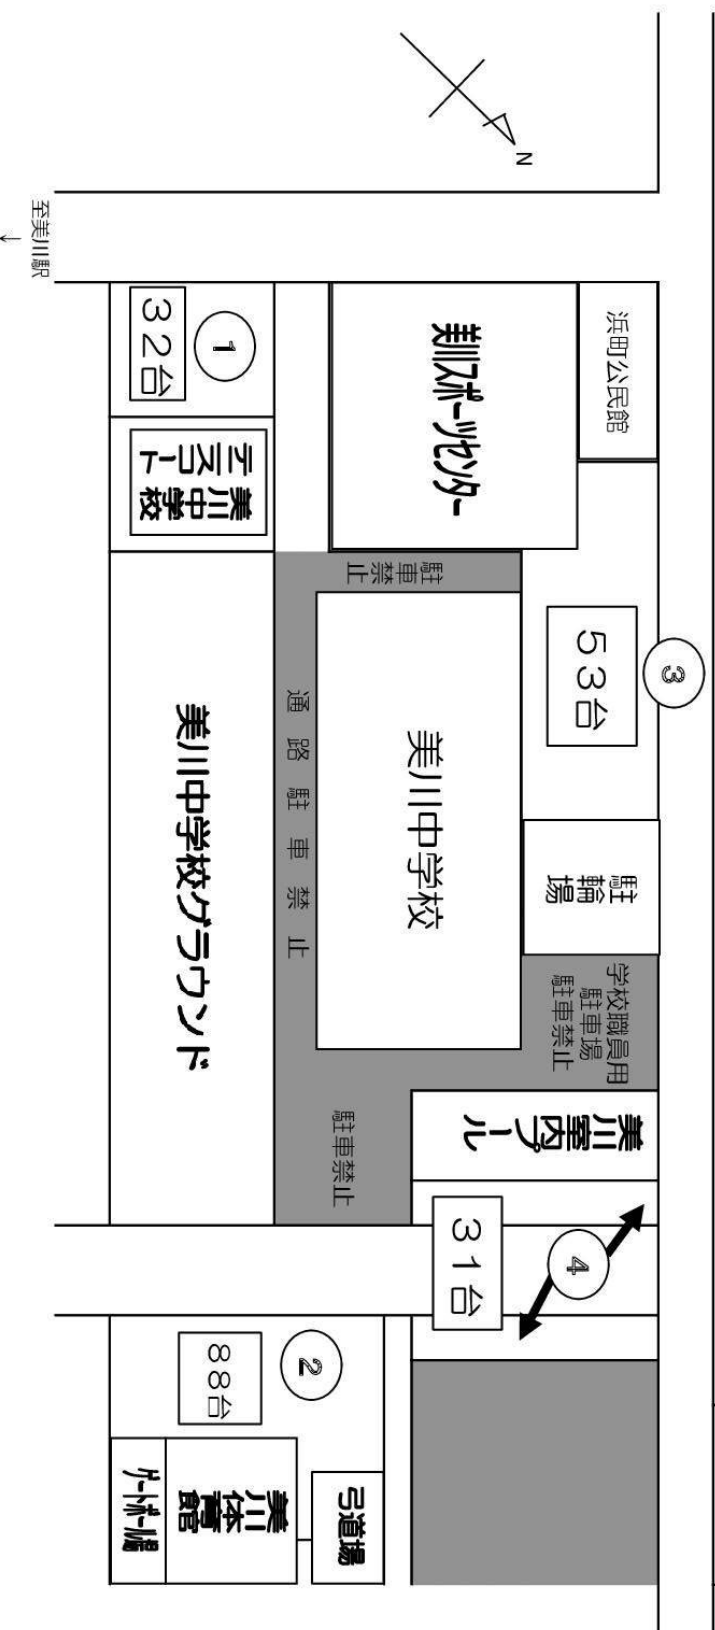 N
至美川駅
↓
浜町公民館
美川スポーツセンター
①
32台
美川中学校
テニスコート
駐車
禁止
53台
③
美川中学校
通路駐車禁止
美川中学校グラウンド
駐輪
場
学校職員用
駐車場
駐車禁止
美川室内プール
駐車禁止
31台
④
②
88台
弓道場
美川
体育
館
ゲートボール場